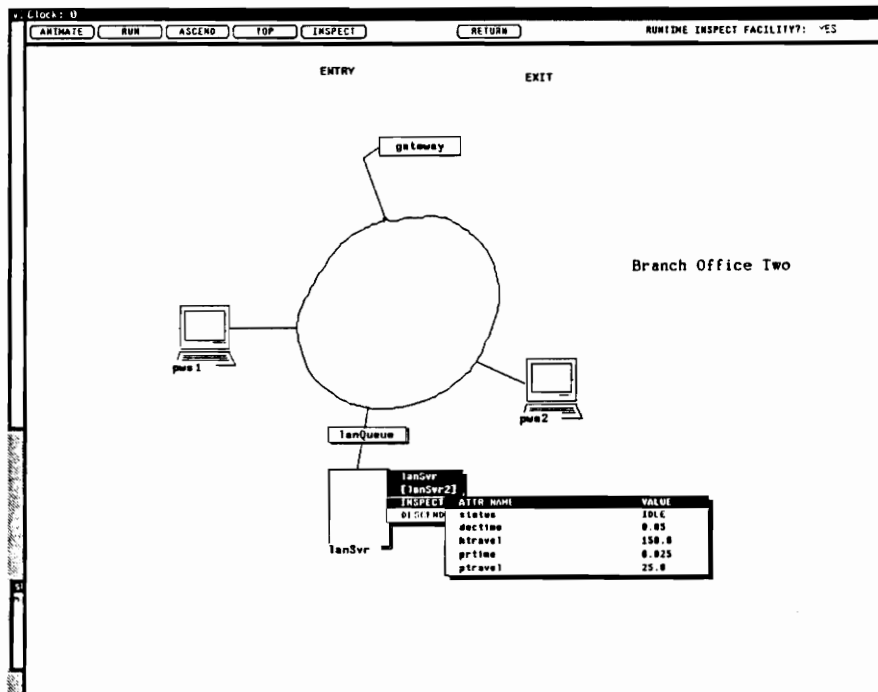 Clock: 0
ANIMATE RUN ASCEND TOP INSPECT RETURN RUNTIME INSPECT FACILITY?: YES
ENTRY EXIT
gateway
Branch Office Two
pws1
pws2
lanQueue
lanSvr
[lanSvr2]
INSPECT ATTR NAME VALUE
DESCEND status IDLE
dectime 0.05
htravel 150.0
prtime 0.025
ptravel 25.0
lanSvr